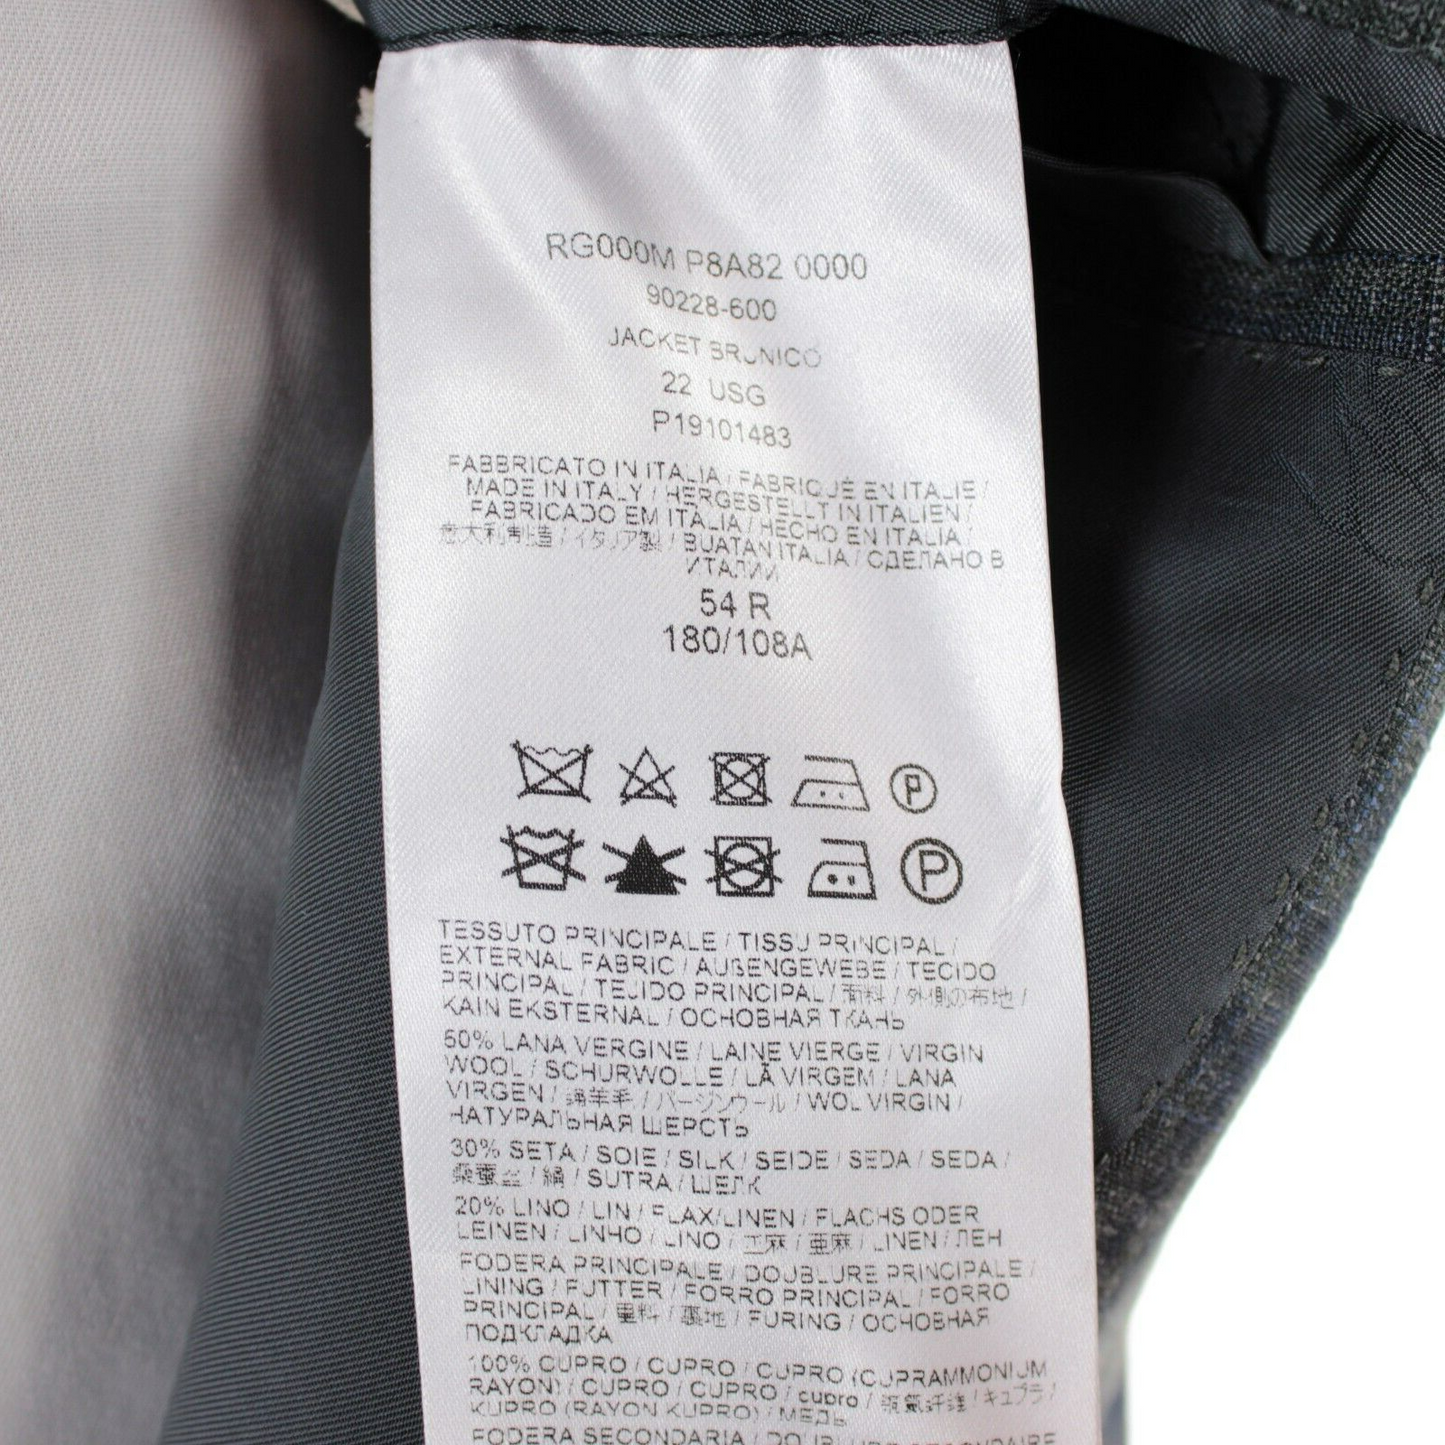 RG000M P8A82 0000
90228-600
JACKET BRUNICO
22 USG
P19101483
FABBRICATO IN ITALIA / FABRIQUÉ EN ITALIE /
MADE IN ITALY / HERGESTELLT IN ITALIEN /
FABRICADO EM ITALIA / HECHO EN ITALIA /
意大利制造 / イタリア製 / BUATAN ITALIA / СДЕЛАНО В
ИТАЛИИ
54 R
180/108A
P
P
TESSUTO PRINCIPALE / TISSU PRINCIPAL /
EXTERNAL FABRIC / AUßENGEWEBE / TECIDO
PRINCIPAL / TEJIDO PRINCIPAL / 面料 / 外側の布地 /
KAIN EKSTERNAL / ОСНОВНАЯ ТКАНЬ
50% LANA VERGINE / LAINE VIERGE / VIRGIN
WOOL / SCHURWOLLE / LÃ VIRGEM / LANA
VIRGEN / 绵羊毛 / バージンウール / WOL VIRGIN /
НАТУРАЛЬНАЯ ШЕРСТЬ
30% SETA / SOIE / SILK / SEIDE / SEDA / SEDA /
桑蚕丝 / 絹 / SUTRA / ШЕЛК
20% LINO / LIN / FLAX/LINEN / FLACHS ODER
LEINEN / LINHO / LINO / 亚麻 / 亜麻 / LINEN / ЛЕН
FODERA PRINCIPALE / DOUBLURE PRINCIPALE /
LINING / FUTTER / FORRO PRINCIPAL / FORRO
PRINCIPAL / 里料 / 裏地 / FURING / ОСНОВНАЯ
ПОДКЛАДКА
100% CUPRO / CUPRO / CUPRO (CUPRAMMONIUM
RAYON) / CUPRO / CUPRO / cupro / 铜氨纤维 / キュプラ /
KUPRO (RAYON KUPRO) / МЕДЬ
FODERA SECONDARIA / DOUBLURE SECONDAIRE